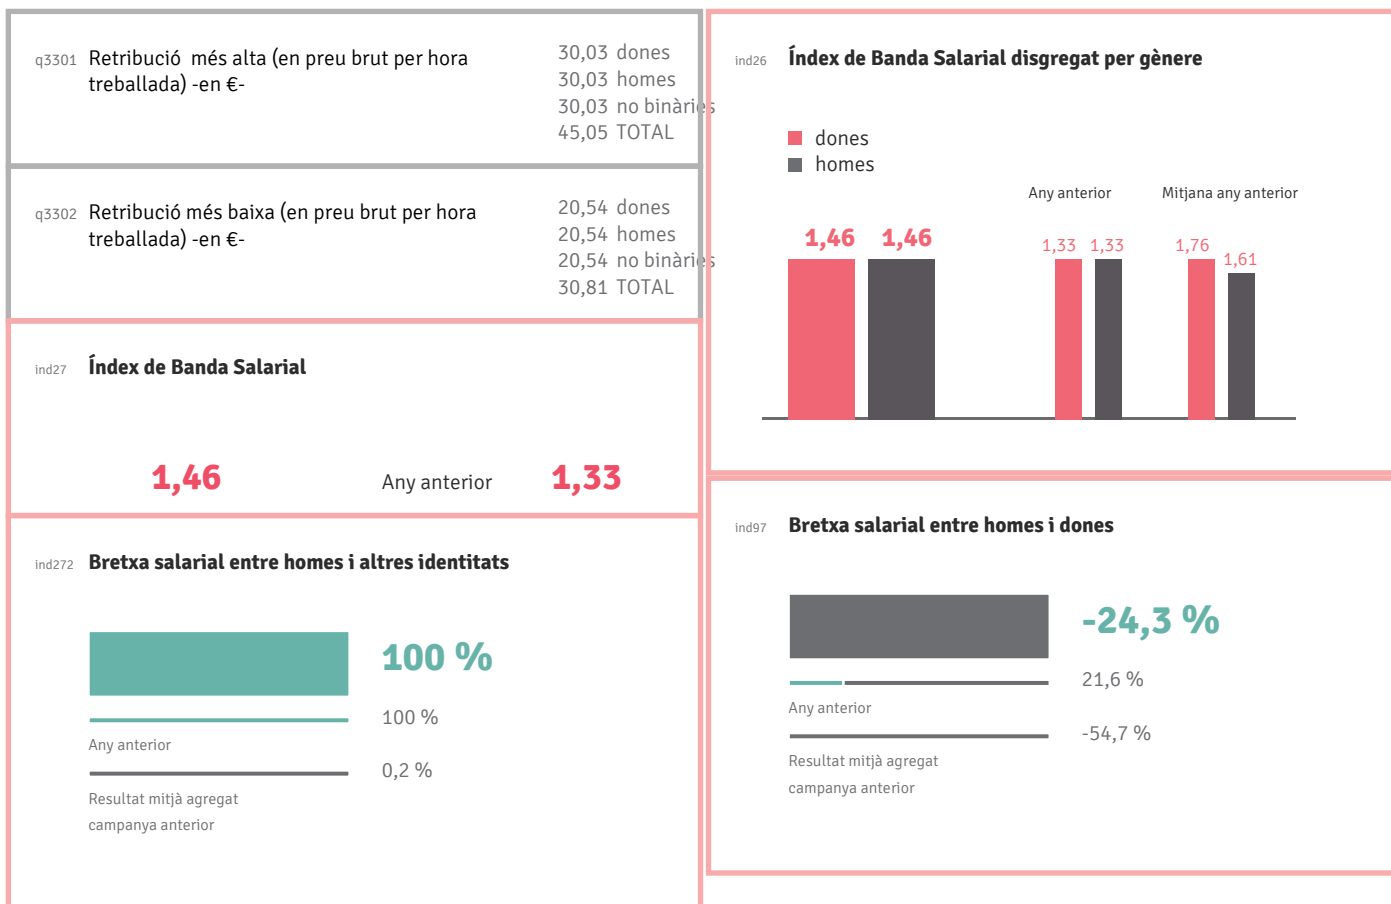 q3301 Retribució més alta (en preu brut per hora
treballada) -en €-
30,03 dones
30,03 homes
30,03 no binàries
45,05 TOTAL
q3302 Retribució més baixa (en preu brut per hora
treballada) -en €-
20,54 dones
20,54 homes
20,54 no binàries
30,81 TOTAL
ind27 Índex de Banda Salarial
1,46 Any anterior 1,33
ind272 Bretxa salarial entre homes i altres identitats
100 %
100 %
Any anterior
0,2 %
Resultat mitjà agregat
campanya anterior
ind26 Índex de Banda Salarial disgregat per gènere
dones
homes
Any anterior Mitjana any anterior
1,46 1,46 1,33 1,33 1,76 1,61
ind97 Bretxa salarial entre homes i dones
-24,3 %
21,6 %
Any anterior
-54,7 %
Resultat mitjà agregat
campanya anterior